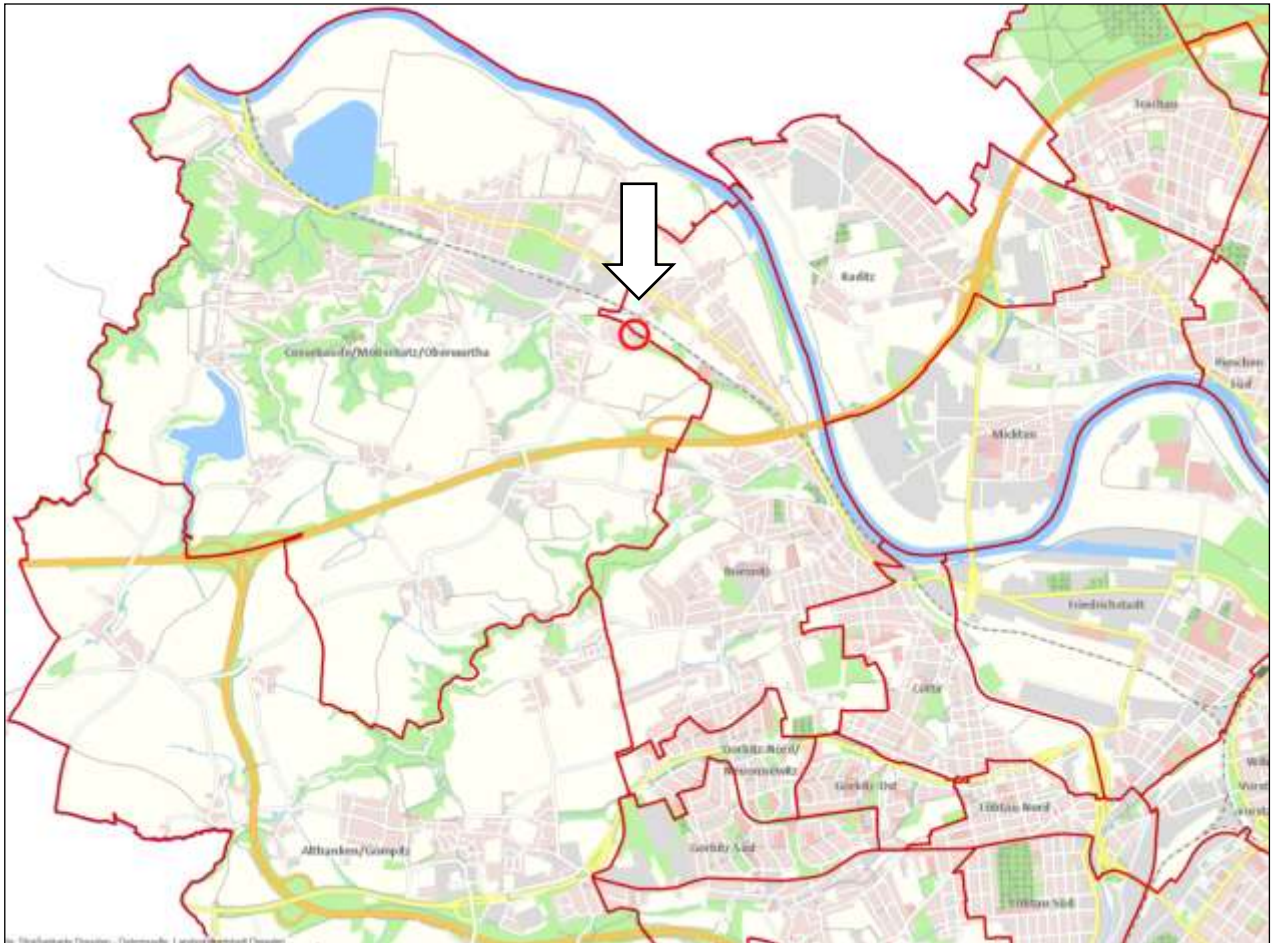 Trachau
Kaditz
Cossebaude/Mobschatz/Oberwartha
Pieschen
Süd
Mickten
Briesnitz
Friedrichstadt
Cotta
Gorbitz-Nord/
Neuomsewitz
Gorbitz-Ost
Löbtau-Nord
Altfranken/Gompitz
Gorbitz-Süd
Löbtau-Süd